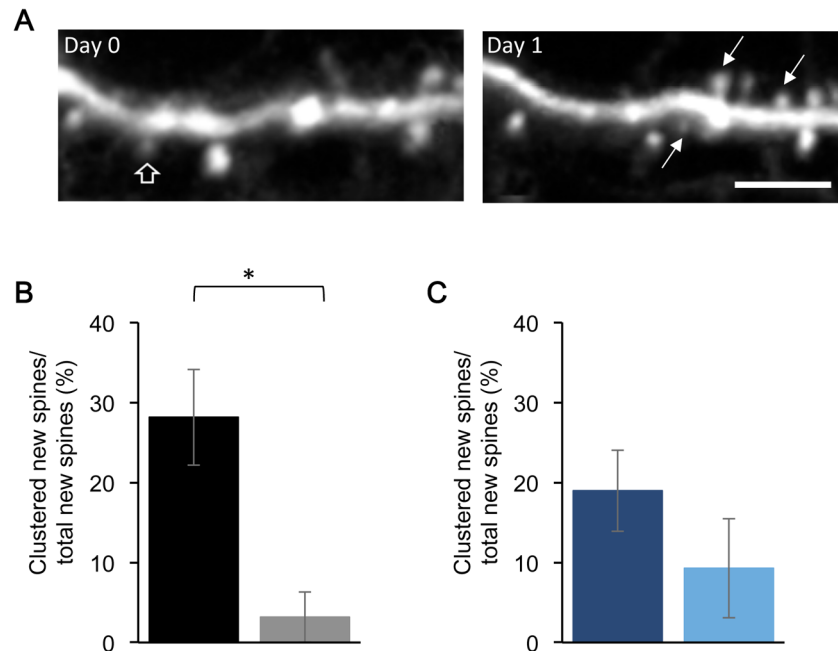 A
Day 0
Day 1
B
*
Clustered new spines/
total new spines (%)
40
30
20
10
0
C
Clustered new spines/
total new spines (%)
40
30
20
10
0